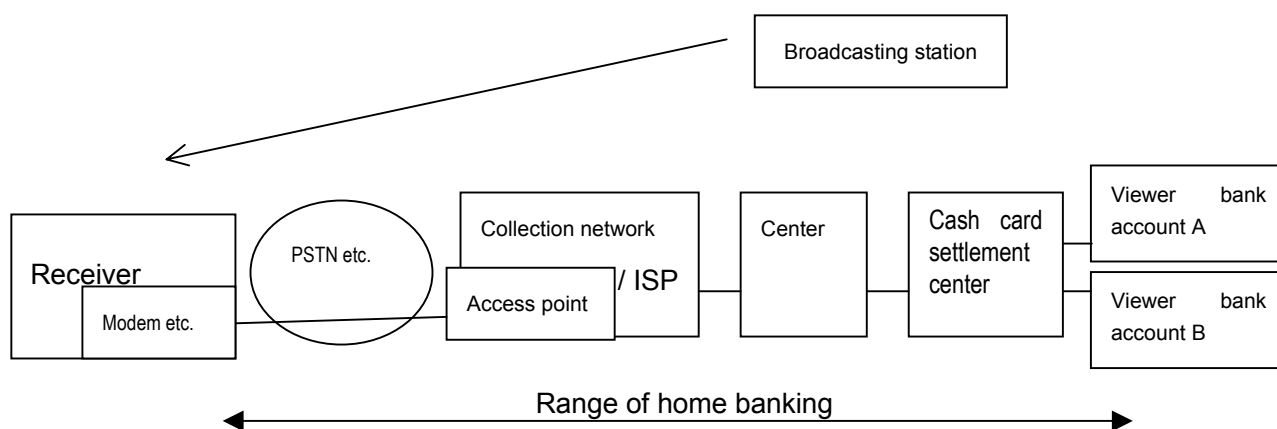 Broadcasting station
Receiver
Modem etc.
PSTN etc.
Collection network
/ ISP
Access point
Center
Cash card
settlement
center
Viewer bank
account A
Viewer bank
account B
Range of home banking